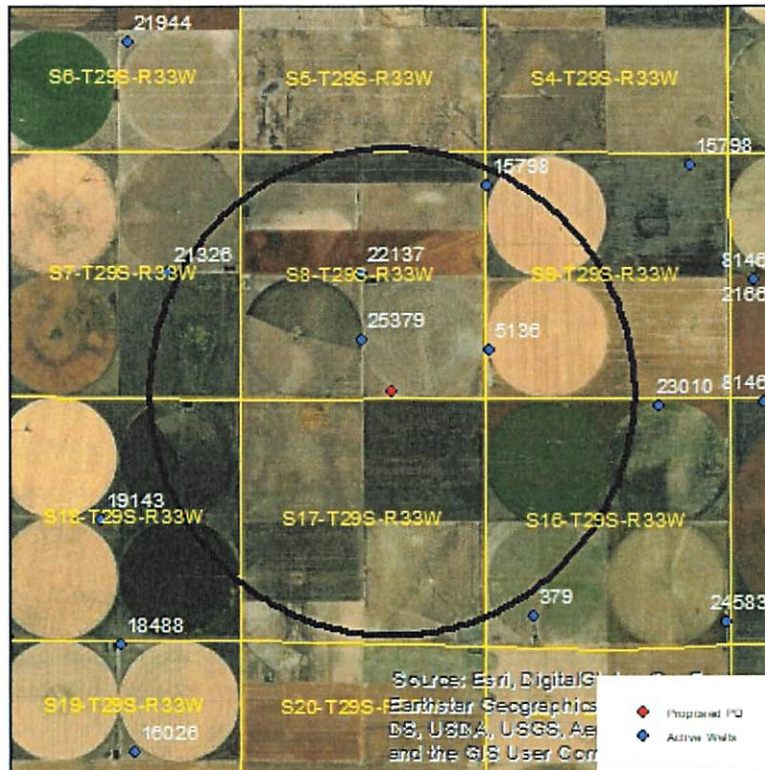 21944
S6-T29S-R33W
S5-T29S-R33W
S4-T29S-R33W
15798
15798
21326
22137
8146
S7-T29S-R33W
S8-T29S-R33W
S9-T29S-R33W
2166
25379
5136
23010
8146
19143
S18-T29S-R33W
S17-T29S-R33W
S16-T29S-R33W
379
24583
18488
Source: Esri, DigitalGl
S19-T29S-R33W
S20-T29S-R
Earthstar Geographics
DS, USDA, USGS, Ae
16026
and the GIS User Com
Proposed PD
Active Wells